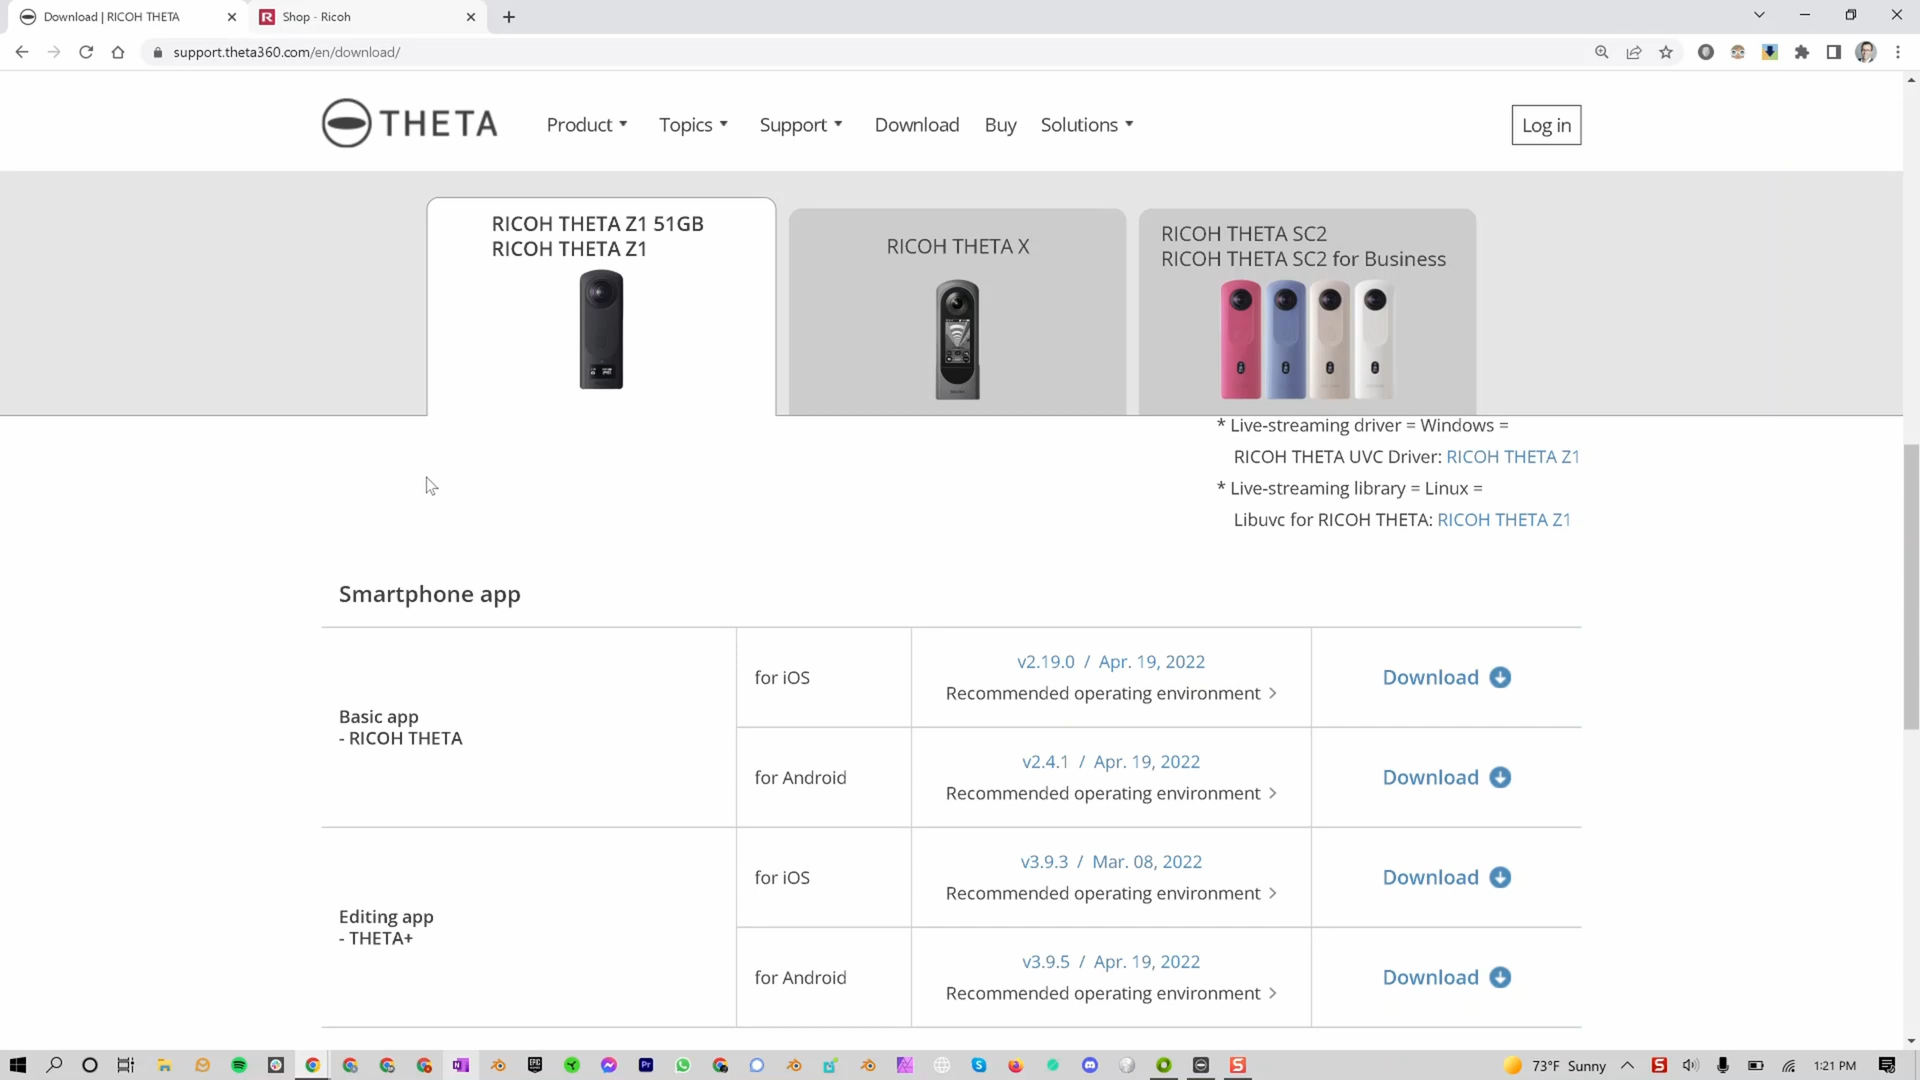 Download | RICOH THETA
Shop - Ricoh
support.theta360.com/en/download/
THETA
Product
Topics
Support
Download
Buy
Solutions
Log in
RICOH THETA Z1 51GB
RICOH THETA Z1
RICOH THETA X
RICOH THETA SC2
RICOH THETA SC2 for Business
* Live-streaming driver = Windows =
RICOH THETA UVC Driver: RICOH THETA Z1
* Live-streaming library = Linux =
Libuvc for RICOH THETA: RICOH THETA Z1
Smartphone app
Basic app
- RICOH THETA
for iOS
v2.19.0 / Apr. 19, 2022
Recommended operating environment >
Download
for Android
v2.4.1 / Apr. 19, 2022
Recommended operating environment >
Download
Editing app
- THETA+
for iOS
v3.9.3 / Mar. 08, 2022
Recommended operating environment >
Download
for Android
v3.9.5 / Apr. 19, 2022
Recommended operating environment >
Download
73°F Sunny
1:21 PM